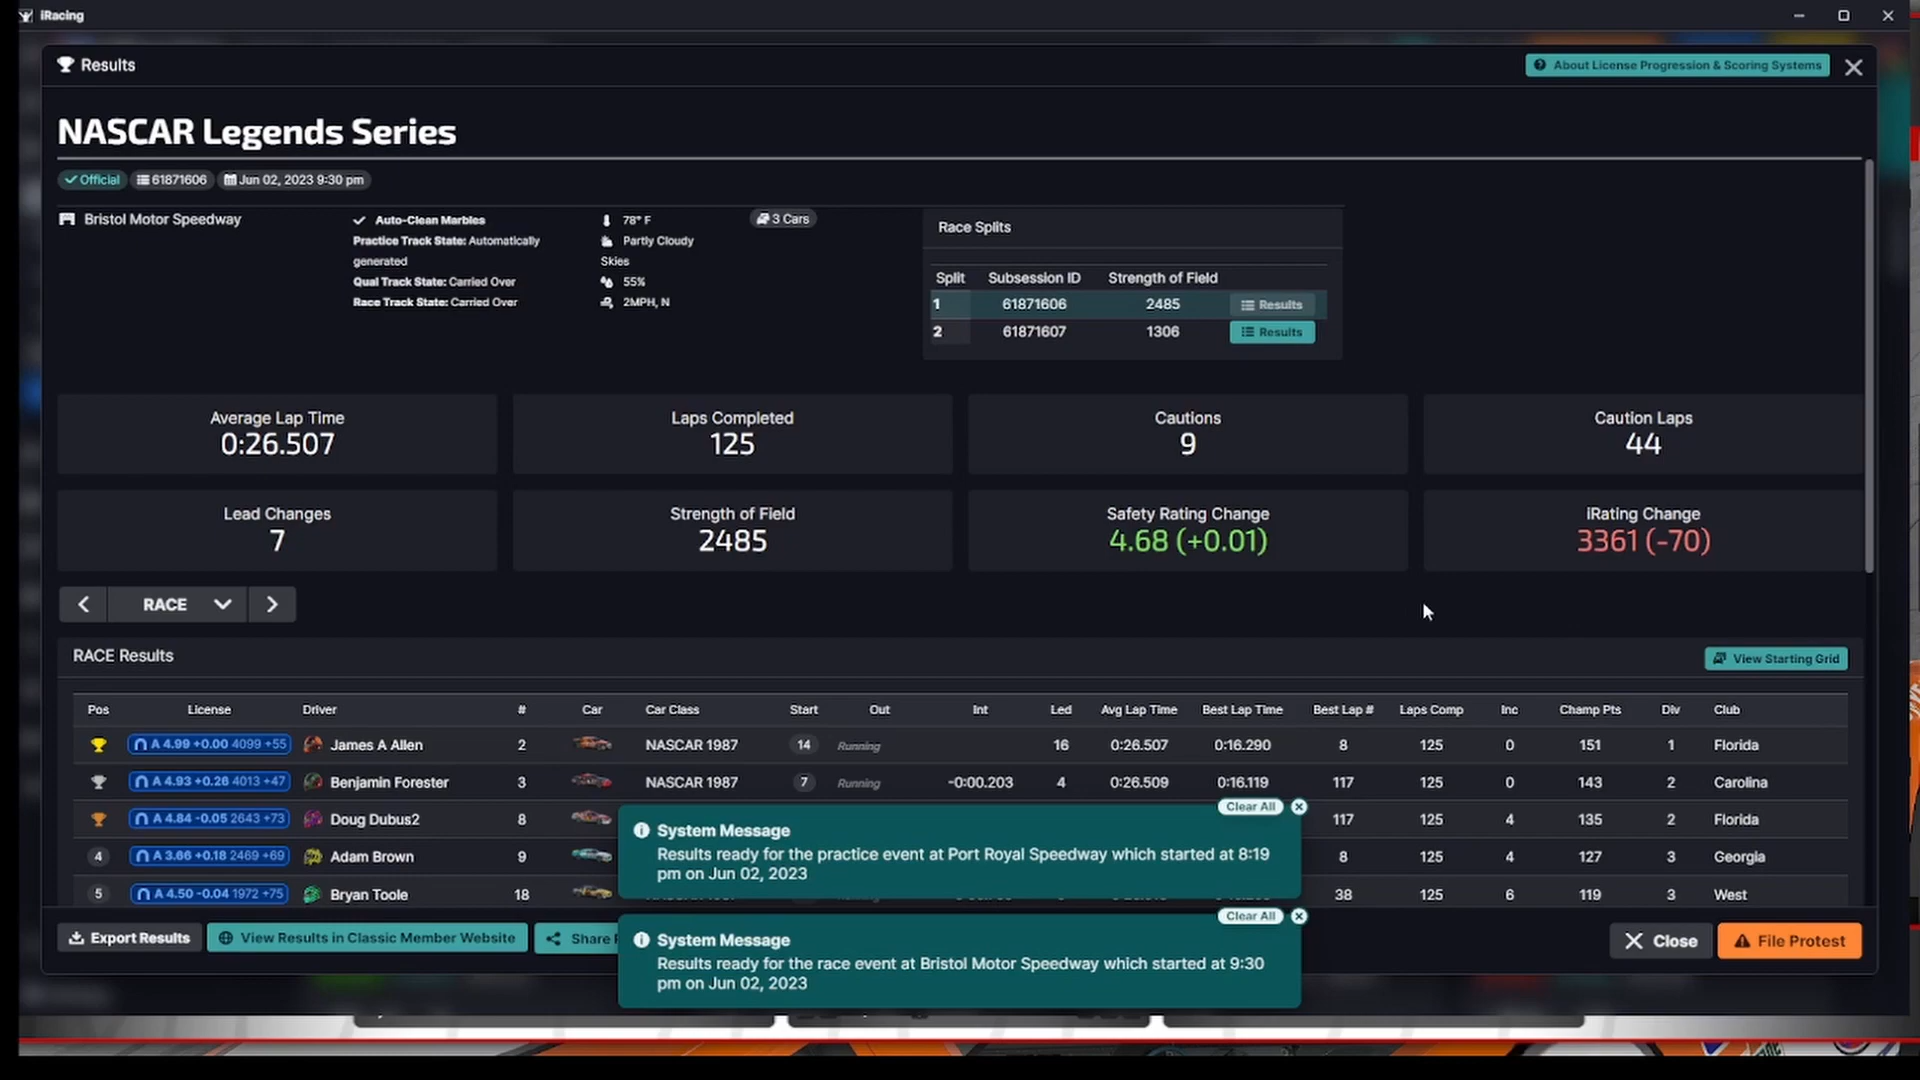 iRacing
Results
About License Progression & Scoring Systems
NASCAR Legends Series
Official 61871606 Jun 02, 2023 9:30 pm
Bristol Motor Speedway
Auto-Clean Marbles
Practice Track State: Automatically
generated
Qual Track State: Carried Over
Race Track State: Carried Over
78° F
Partly Cloudy
Skies
55%
2MPH, N
3 Cars
Race Splits
Split Subsession ID Strength of Field
1 61871606 2485 Results
2 61871607 1306 Results
Average Lap Time
0:26.507
Laps Completed
125
Cautions
9
Caution Laps
44
Lead Changes
7
Strength of Field
2485
Safety Rating Change
4.68 (+0.01)
iRating Change
3361 (-70)
RACE
RACE Results
View Starting Grid
Pos License Driver # Car Car Class Start Out Int Led Avg Lap Time Best Lap Time Best Lap # Laps Comp Inc Champ Pts Div Club
A 4.99 +0.00 4099 +55 James A Allen 2 NASCAR 1987 14 Running 16 0:26.507 0:16.290 8 125 0 151 1 Florida
A 4.93 +0.26 4013 +47 Benjamin Forester 3 NASCAR 1987 7 Running -0:00.203 4 0:26.509 0:16.119 117 125 0 143 2 Carolina
A 4.84 -0.05 2643 +73 Doug Dubus2 8 117 125 4 135 2 Florida
4 A 3.66 +0.18 2469 +69 Adam Brown 9 8 125 4 127 3 Georgia
5 A 4.50 -0.04 1972 +75 Bryan Toole 18 38 125 6 119 3 West
Clear All
System Message
Results ready for the practice event at Port Royal Speedway which started at 8:19
pm on Jun 02, 2023
Clear All
System Message
Results ready for the race event at Bristol Motor Speedway which started at 9:30
pm on Jun 02, 2023
Export Results
View Results in Classic Member Website
Share
Close
File Protest